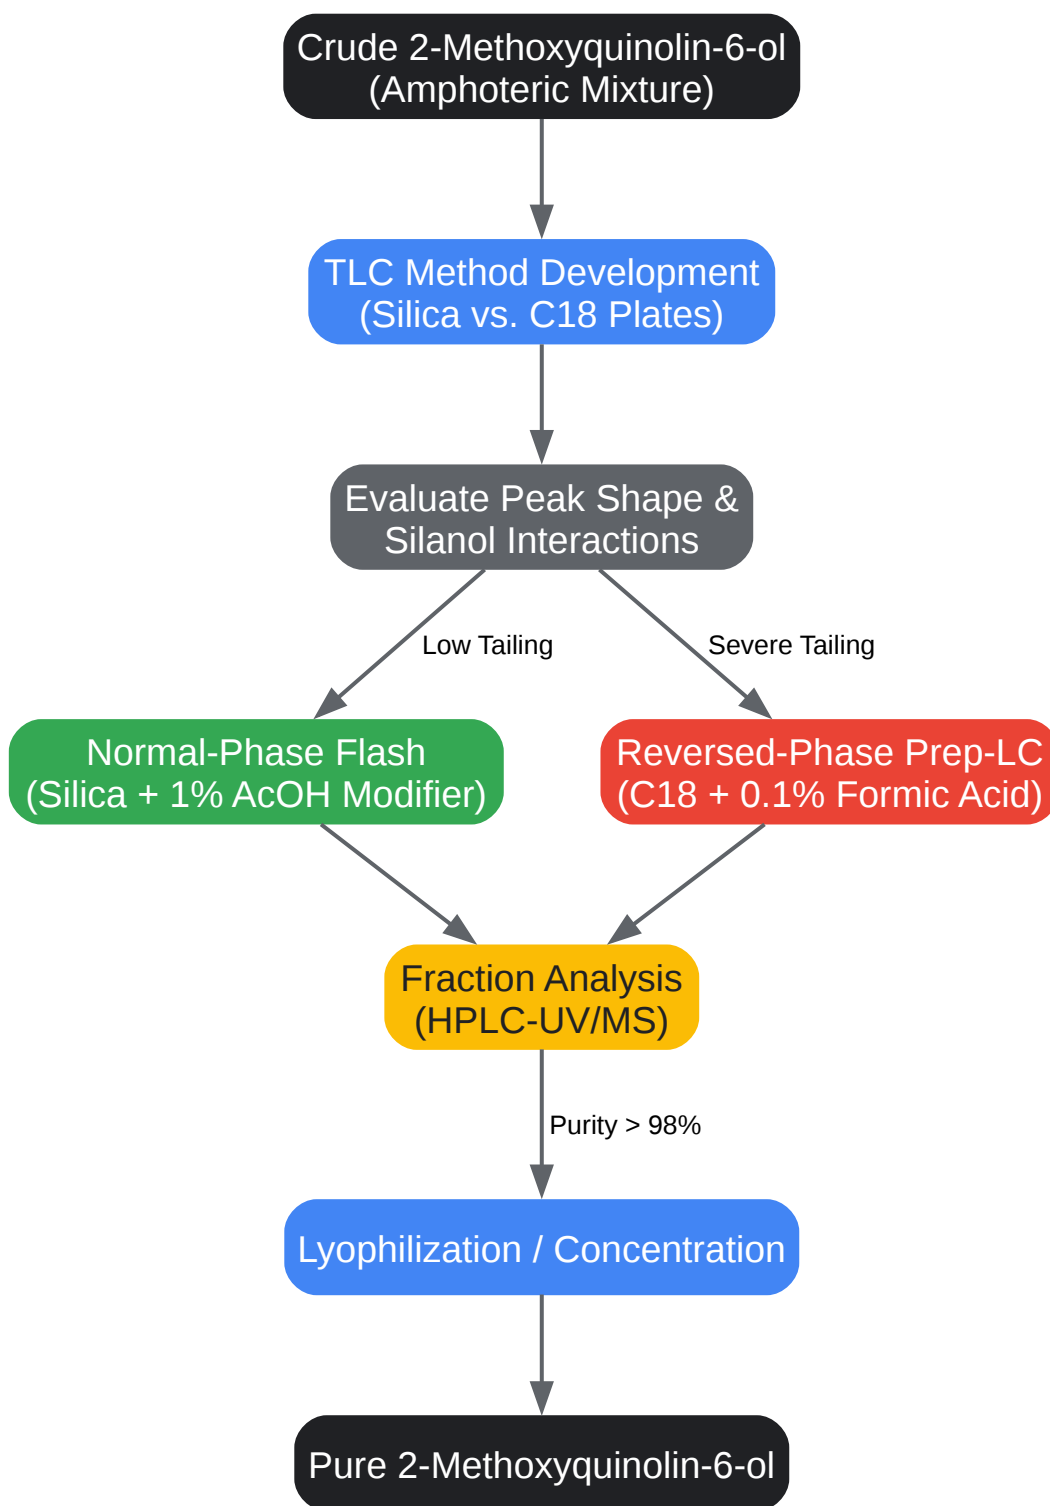 Crude 2-Methoxyquinolin-6-ol
(Amphoteric Mixture)
TLC Method Development
(Silica vs. C18 Plates)
Evaluate Peak Shape &
Silanol Interactions
Low Tailing
Severe Tailing
Normal-Phase Flash
(Silica + 1% AcOH Modifier)
Reversed-Phase Prep-LC
(C18 + 0.1% Formic Acid)
Fraction Analysis
(HPLC-UV/MS)
Purity > 98%
Lyophilization / Concentration
Pure 2-Methoxyquinolin-6-ol